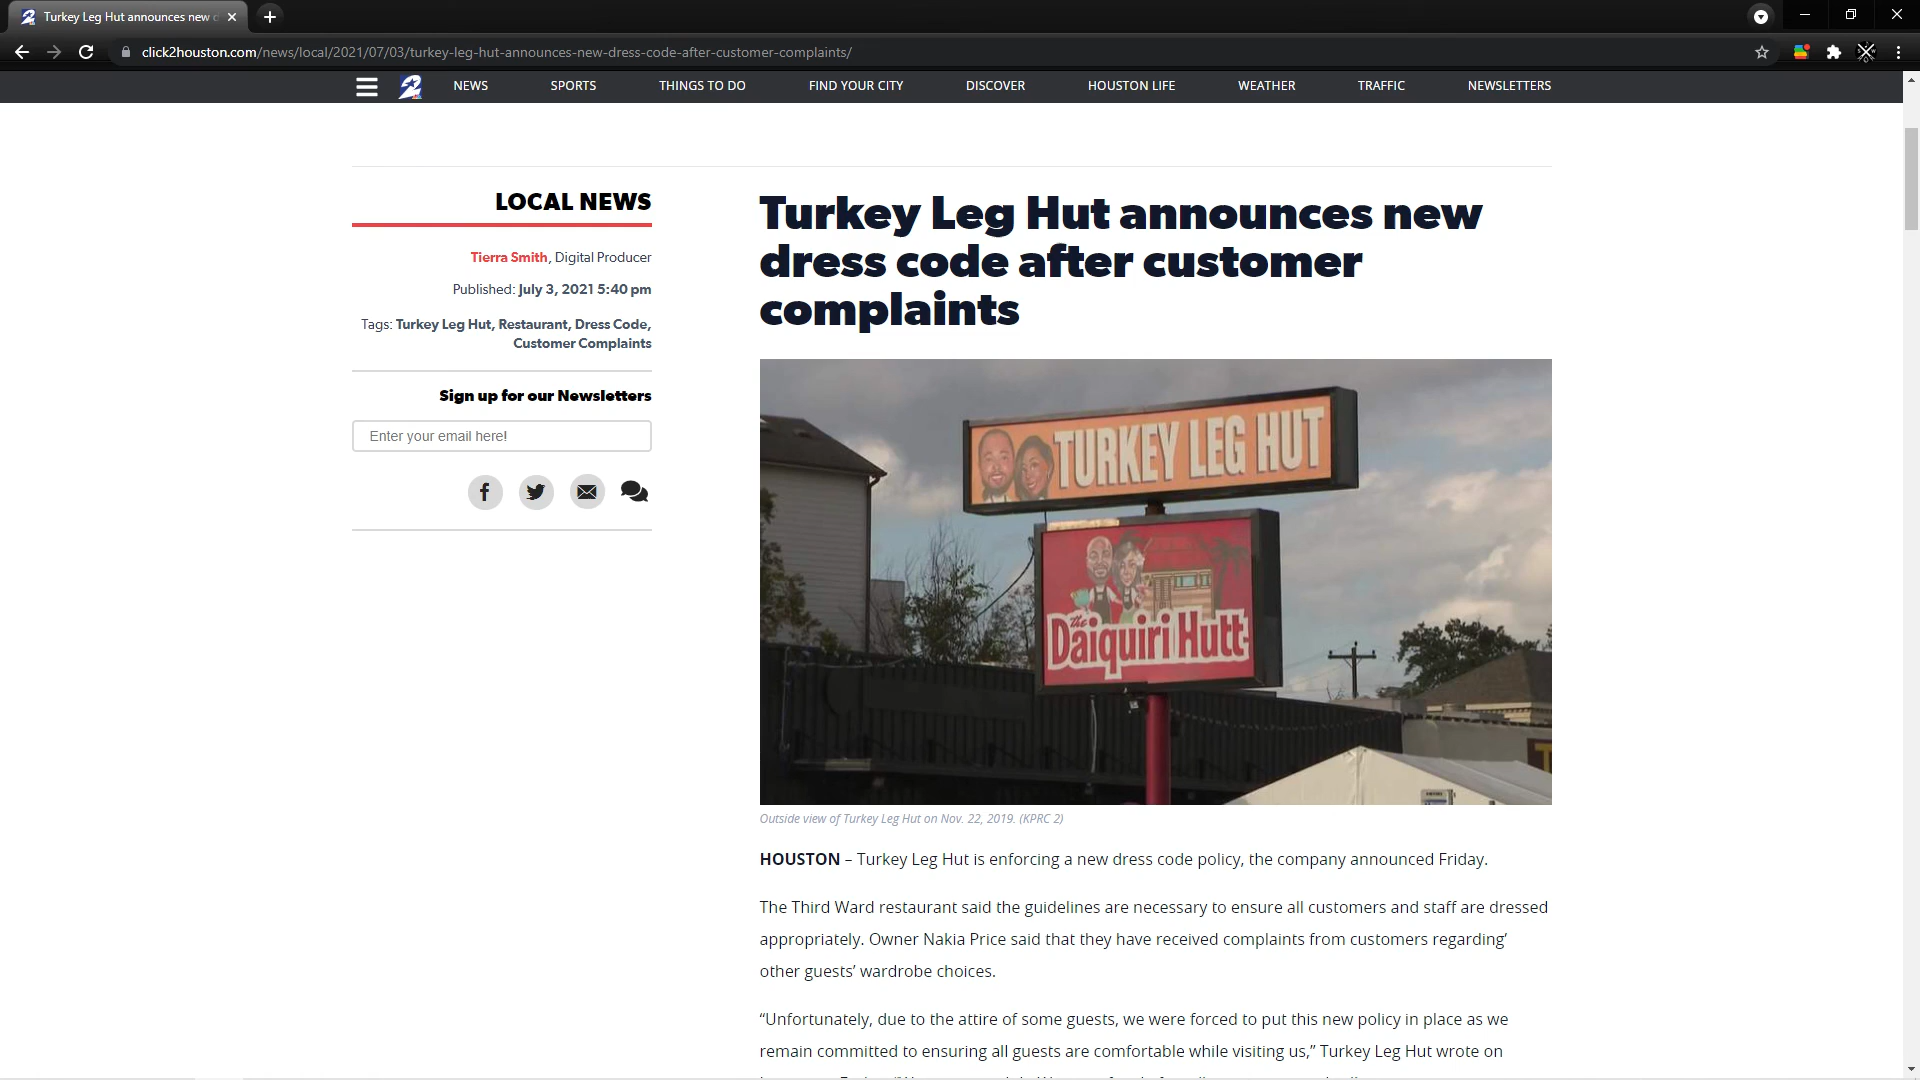 Turkey Leg Hut announces new
click2houston.com/news/local/2021/07/03/turkey-leg-hut-announces-new-dress-code-after-customer-complaints/
2 NEWS SPORTS THINGS TO DO FIND YOUR CITY DISCOVER HOUSTON LIFE WEATHER TRAFFIC NEWSLETTERS
LOCAL NEWS
Tierra Smith, Digital Producer
Published: July 3, 2021 5:40 pm
Tags: Turkey Leg Hut, Restaurant, Dress Code,
Customer Complaints
Sign up for our Newsletters
Enter your email here!
Turkey Leg Hut announces new
dress code after customer
complaints
TURKEY LEG HUT
the
Daiquiri Hutt
Outside view of Turkey Leg Hut on Nov. 22, 2019. (KPRC 2)
HOUSTON – Turkey Leg Hut is enforcing a new dress code policy, the company announced Friday.
The Third Ward restaurant said the guidelines are necessary to ensure all customers and staff are dressed
appropriately. Owner Nakia Price said that they have received complaints from customers regarding’
other guests’ wardrobe choices.
“Unfortunately, due to the attire of some guests, we were forced to put this new policy in place as we
remain committed to ensuring all guests are comfortable while visiting us,” Turkey Leg Hut wrote on